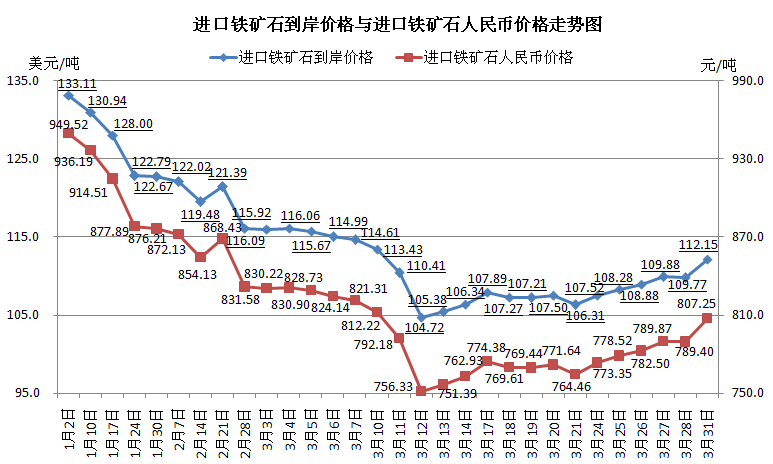 进口铁矿石到岸价格与进口铁矿石人民币价格走势图
进口铁矿石到岸价格 进口铁矿石人民币价格
美元/吨 元/吨
135.0 990.0
133.11
130.94
949.52 128.00
125.0 936.19 122.79 122.02 121.39 930.0
914.51 122.67
119.48
115.0 877.89 876.21 872.13 868.43 115.92 116.09 116.06 115.67 114.99 114.61 113.43 112.15 870.0
854.13 110.41 109.88 109.77
831.58 830.22 830.90 828.73 824.14 821.31 107.89 107.27 107.21 107.50 107.52 108.28 108.88
105.0 812.22 105.38 104.72 106.34 106.31 807.25 810.0
792.18 789.87 789.40
774.38 769.61 769.44 771.64 778.52 782.50
756.33 751.39 762.93 764.46 773.35
95.0 750.0
1月2日 1月10日 1月17日 1月24日 1月30日 2月7日 2月14日 2月21日 2月28日 3月3日 3月4日 3月5日 3月6日 3月7日 3月10日 3月11日 3月12日 3月13日 3月14日 3月17日 3月18日 3月19日 3月20日 3月21日 3月24日 3月25日 3月26日 3月27日 3月28日 3月31日